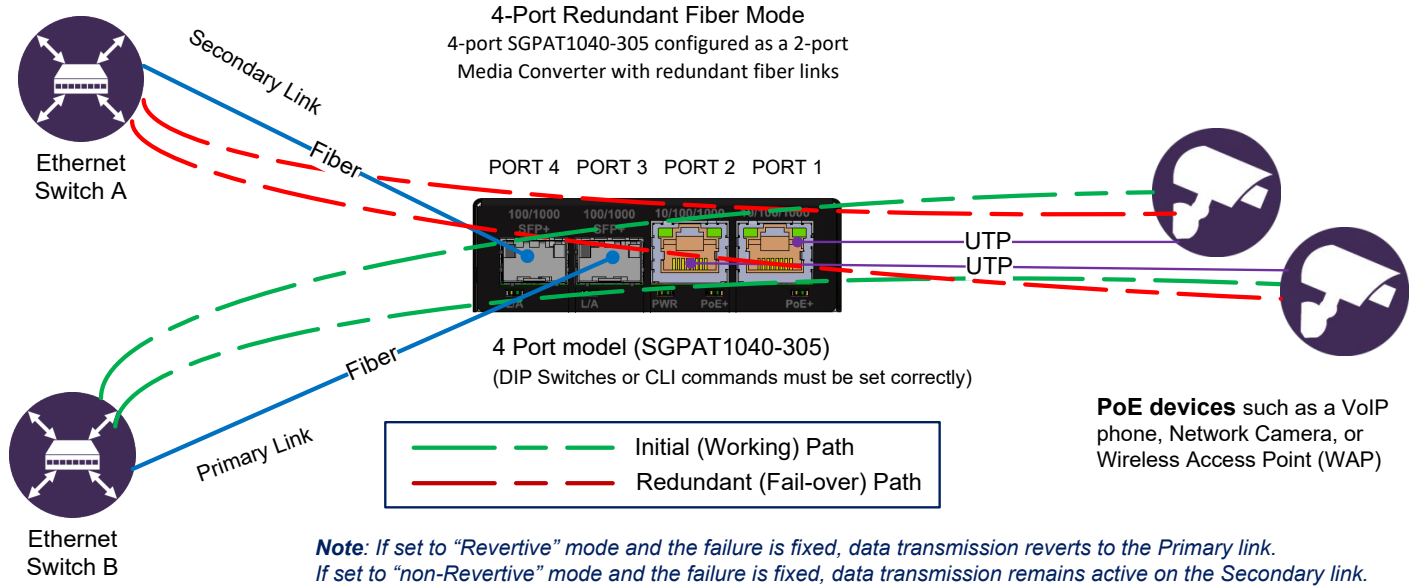 4-Port Redundant Fiber Mode
4-port SGPAT1040-305 configured as a 2-port
Media Converter with redundant fiber links
Secondary Link
Fiber
Ethernet
Switch A
PORT 4 PORT 3 PORT 2 PORT 1
100/1000 100/1000 10/100/1000 10/100/1000
SFP+ SFP+
UTP
UTP
L/A L/A PWR PoE+ PoE+
4 Port model (SGPAT1040-305)
(DIP Switches or CLI commands must be set correctly)
Fiber
Primary Link
Ethernet
Switch B
PoE devices such as a VoIP
phone, Network Camera, or
Wireless Access Point (WAP)
Initial (Working) Path
Redundant (Fail-over) Path
Note: If set to “Revertive” mode and the failure is fixed, data transmission reverts to the Primary link.
If set to “non-Revertive” mode and the failure is fixed, data transmission remains active on the Secondary link.